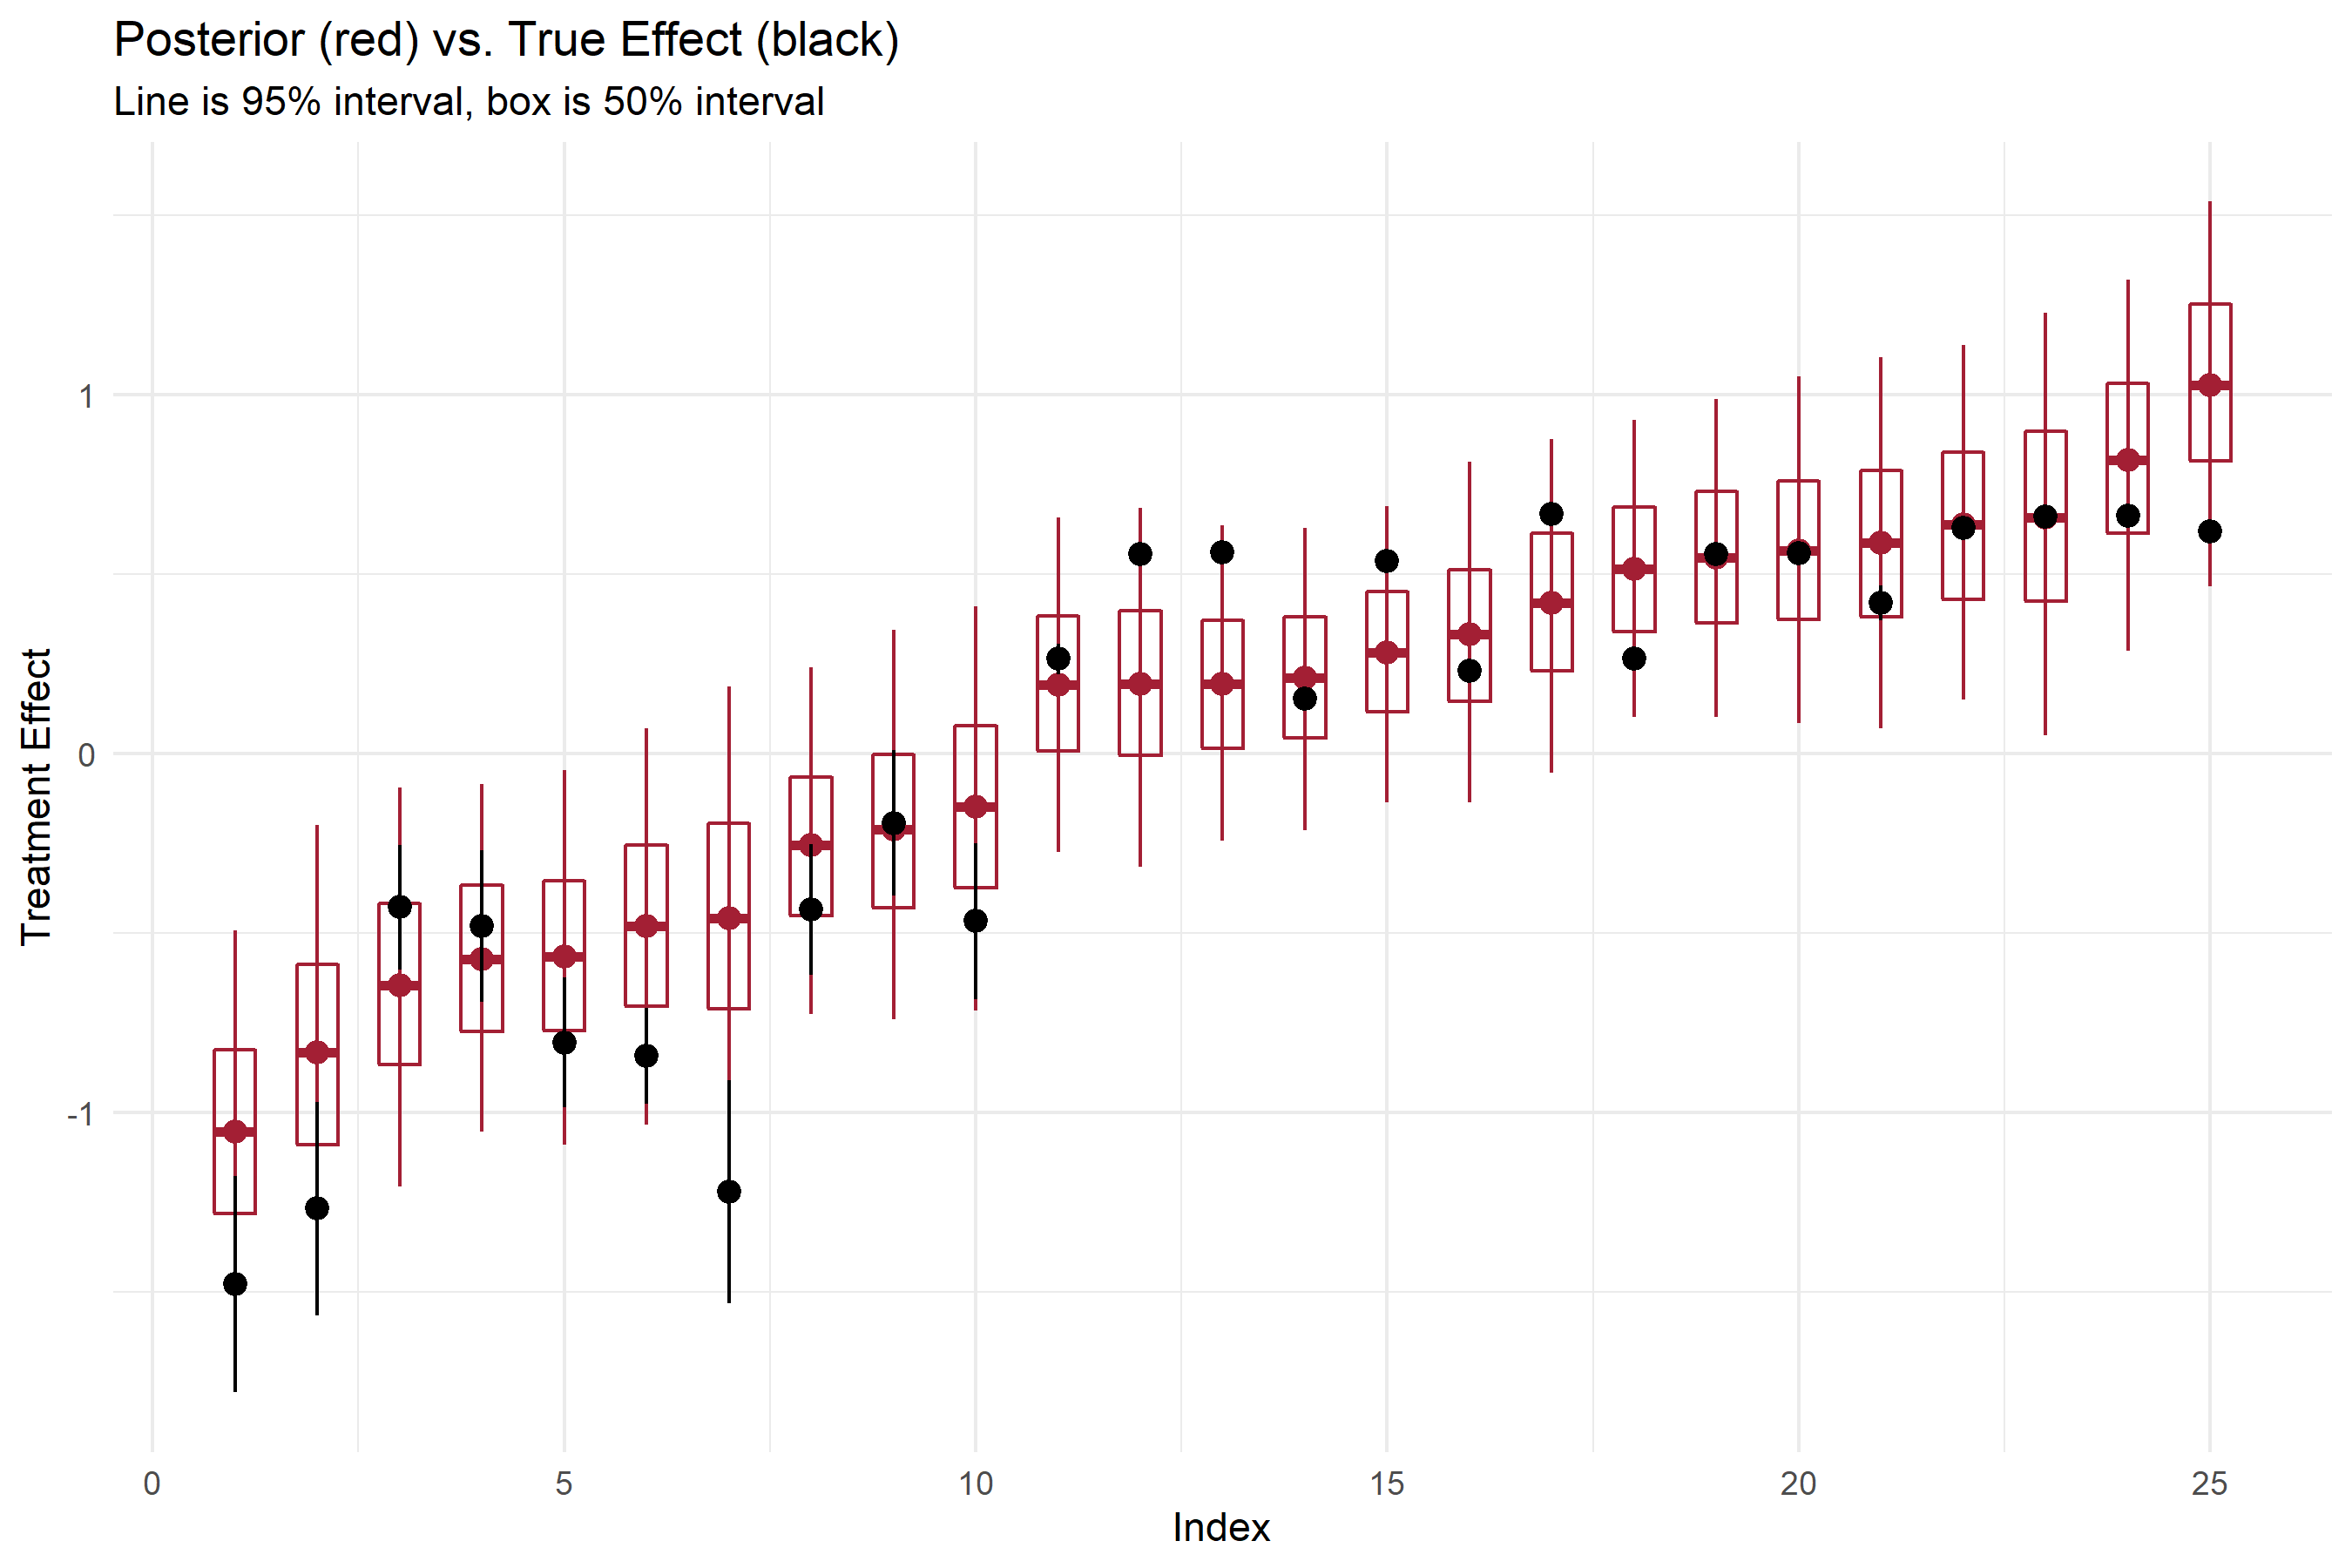 Posterior (red) vs. True Effect (black)
Line is 95% interval, box is 50% interval
Treatment Effect
1
0
-1
0
5
10
15
20
25
Index